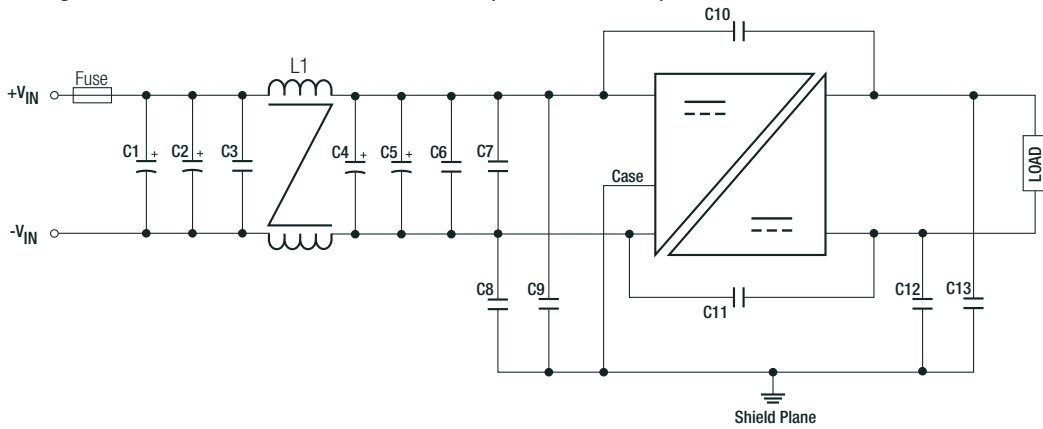 C10
Fuse
L1
+VIN
C1 +
C2 +
C3
C4 +
C5 +
C6
C7
Case
LOAD
-VIN
C8
C9
C11
C12
C13
Shield Plane